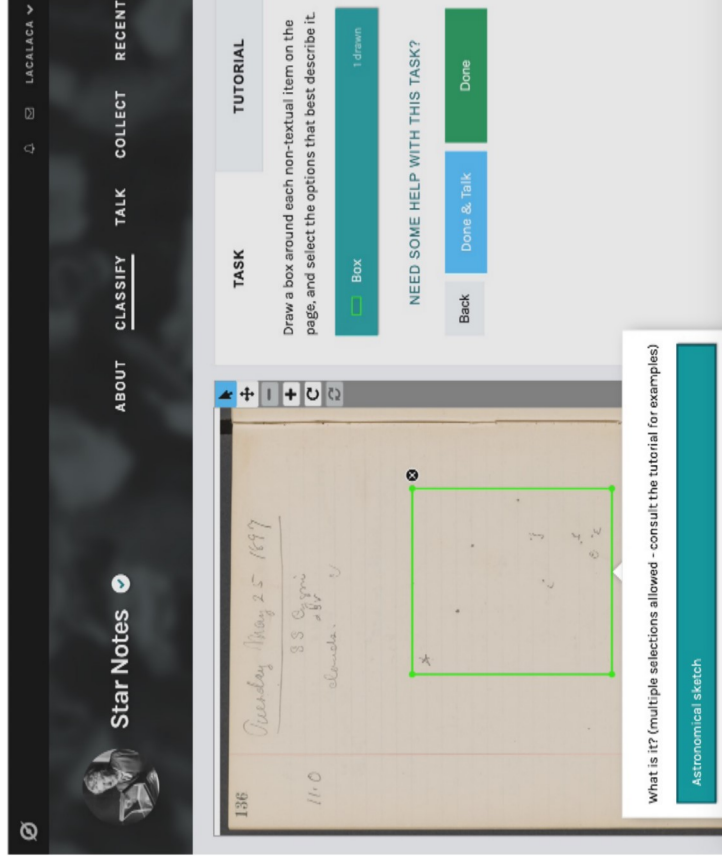 LACALACA
Star Notes
ABOUT CLASSIFY TALK COLLECT RECENT
136
Tuesday May 25 1897
11.0 SS Cygni
clouds.
TASK TUTORIAL
Draw a box around each non-textual item on the
page, and select the options that best describe it.
Box 1 drawn
NEED SOME HELP WITH THIS TASK?
Back Done & Talk Done
What is it? (multiple selections allowed - consult the tutorial for examples)
Astronomical sketch